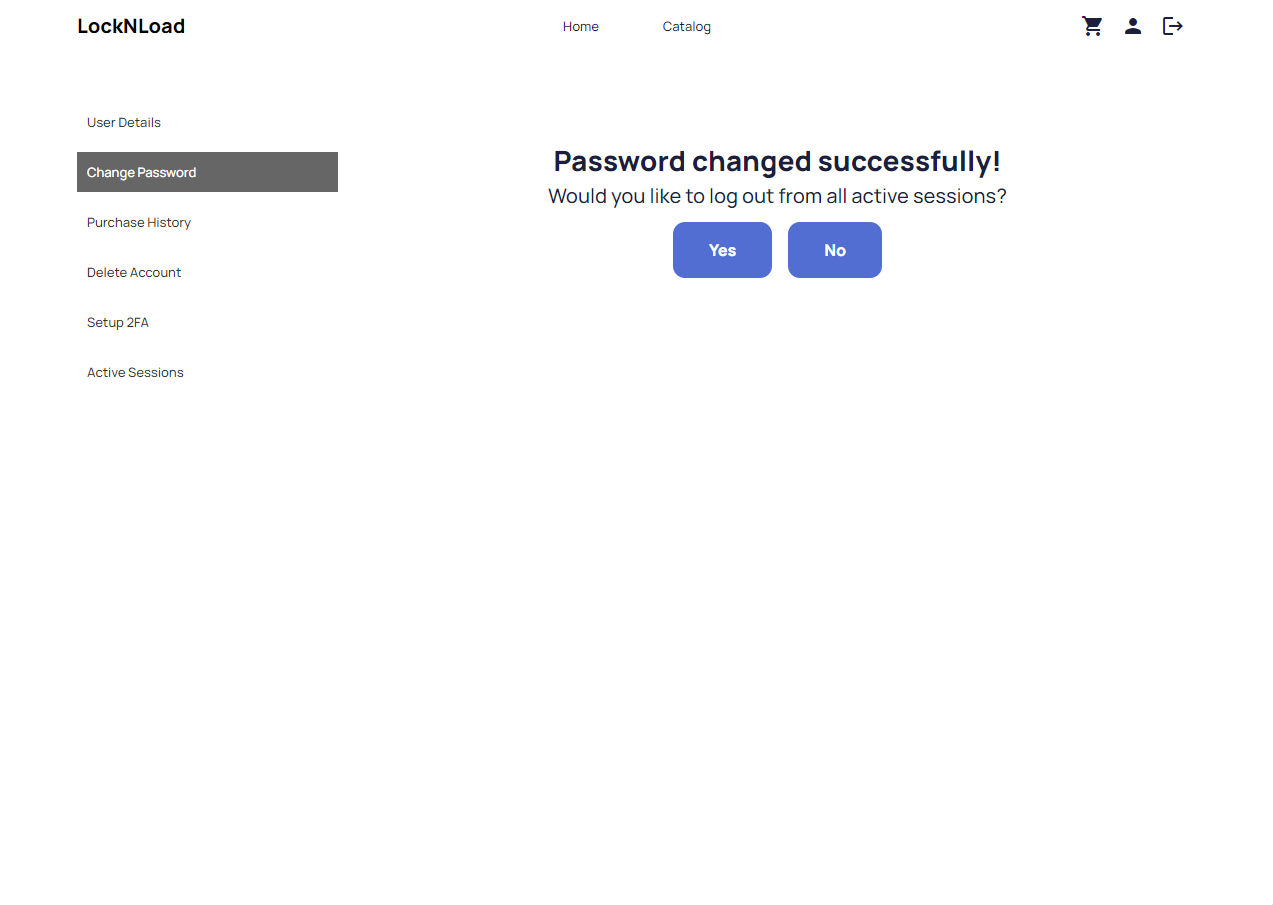 LockNLoad
Home
Catalog
User Details
Change Password
Purchase History
Delete Account
Setup 2FA
Active Sessions
Password changed successfully!
Would you like to log out from all active sessions?
Yes
No